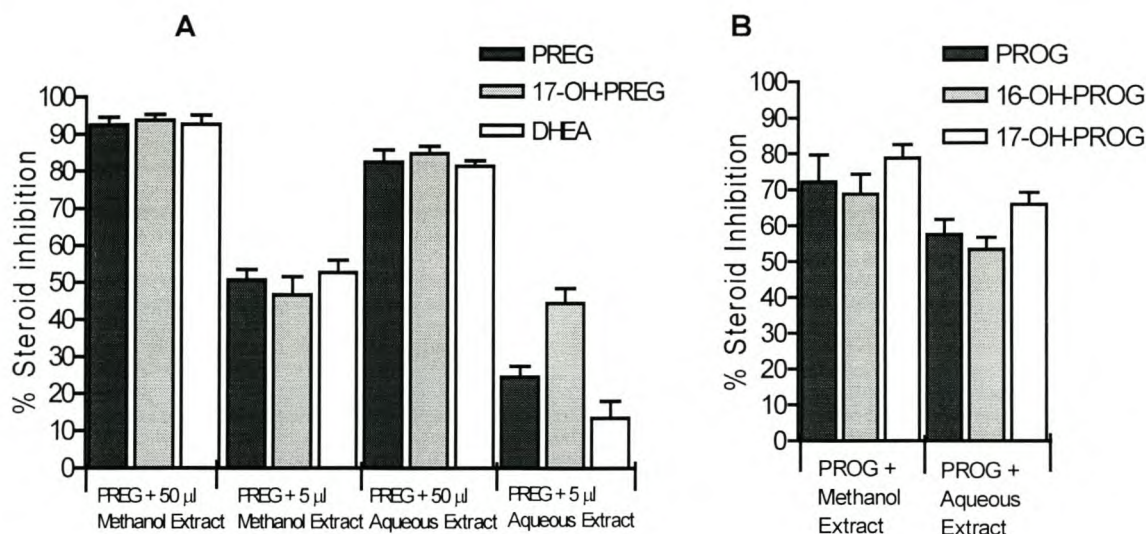 A
PREG
17-OH-PREG
DHEA
% Steroid inhibition
100
90
80
70
60
50
40
30
20
10
0
PREG + 50 µl
Methanol Extract
PREG + 5 µl
Methanol Extract
PREG + 50 µl
Aqueous Extract
PREG + 5 µl
Aqueous Extract
B
PROG
16-OH-PROG
17-OH-PROG
% Steroid Inhibition
100
90
80
70
60
50
40
30
20
10
0
PROG +
Methanol
Extract
PROG +
Aqueous
Extract